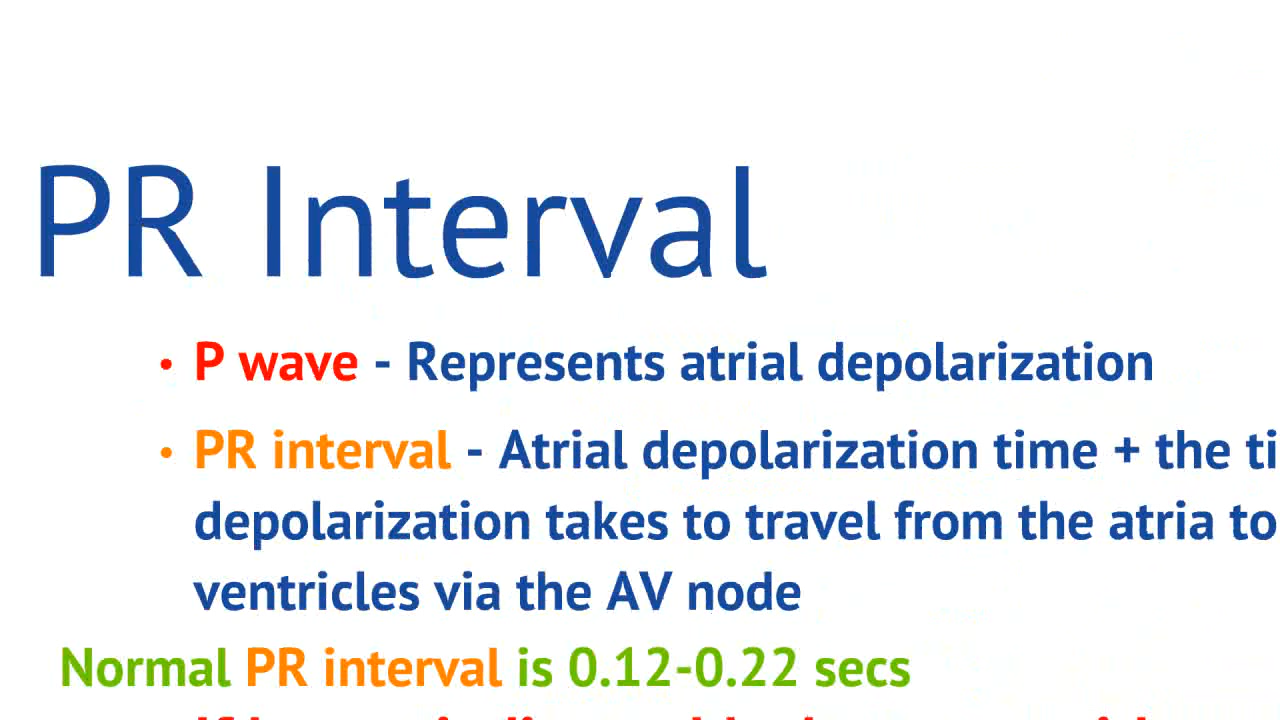 PR Interval
• P wave - Represents atrial depolarization
• PR interval - Atrial depolarization time + the
depolarization takes to travel from the atria to
ventricles via the AV node
Normal PR interval is 0.12-0.22 secs